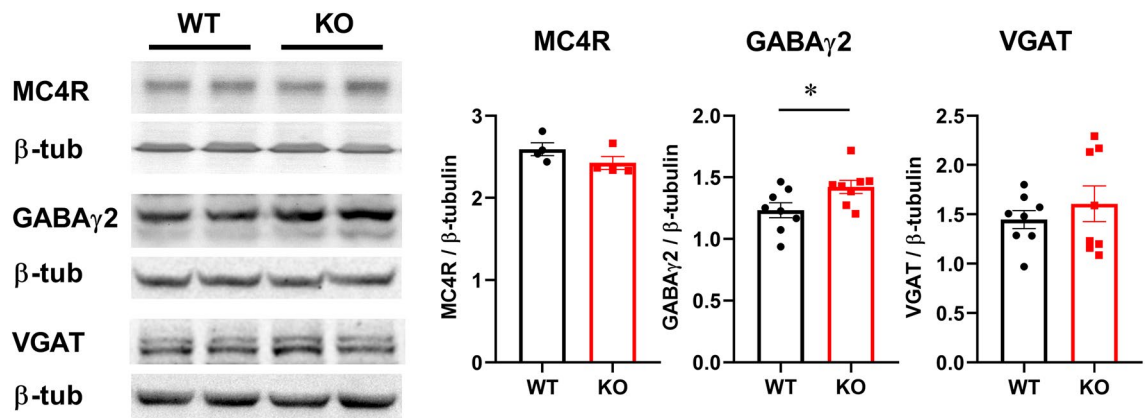 WT KO
MC4R
β-tub
GABAγ2
β-tub
VGAT
β-tub
MC4R
MC4R / β-tubulin
3
2
1
0
WT KO
GABAγ2
*
GABAγ2 / β-tubulin
2.0
1.5
1.0
0.5
0.0
WT KO
VGAT
VGAT / β-tubulin
2.5
2.0
1.5
1.0
0.5
0.0
WT KO